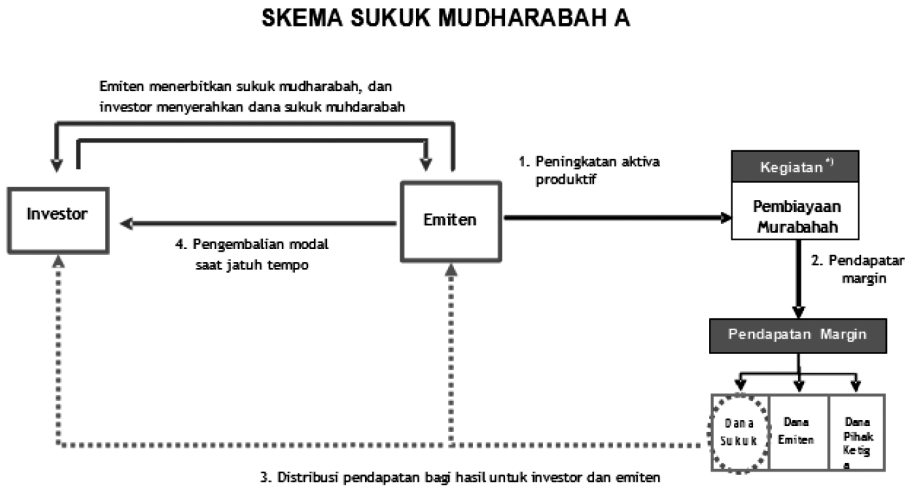 SKEMA SUKUK MUDHARABAH A
Emiten menerbitkan sukuk mudharabah, dan
investor menyerahkan dana sukuk muhdarabah
1. Peningkatan aktiva
produktif
Kegiatan *)
Pembiayaan
Murabahah
Investor
Emiten
4. Pengembalian modal
saat jatuh tempo
2. Pendapatar
margin
Pendapatan Margin
Dana
Sukuk
Dana
Emiten
Dana
Pihak
Ketig
a
3. Distribusi pendapatan bagi hasil untuk investor dan emiten